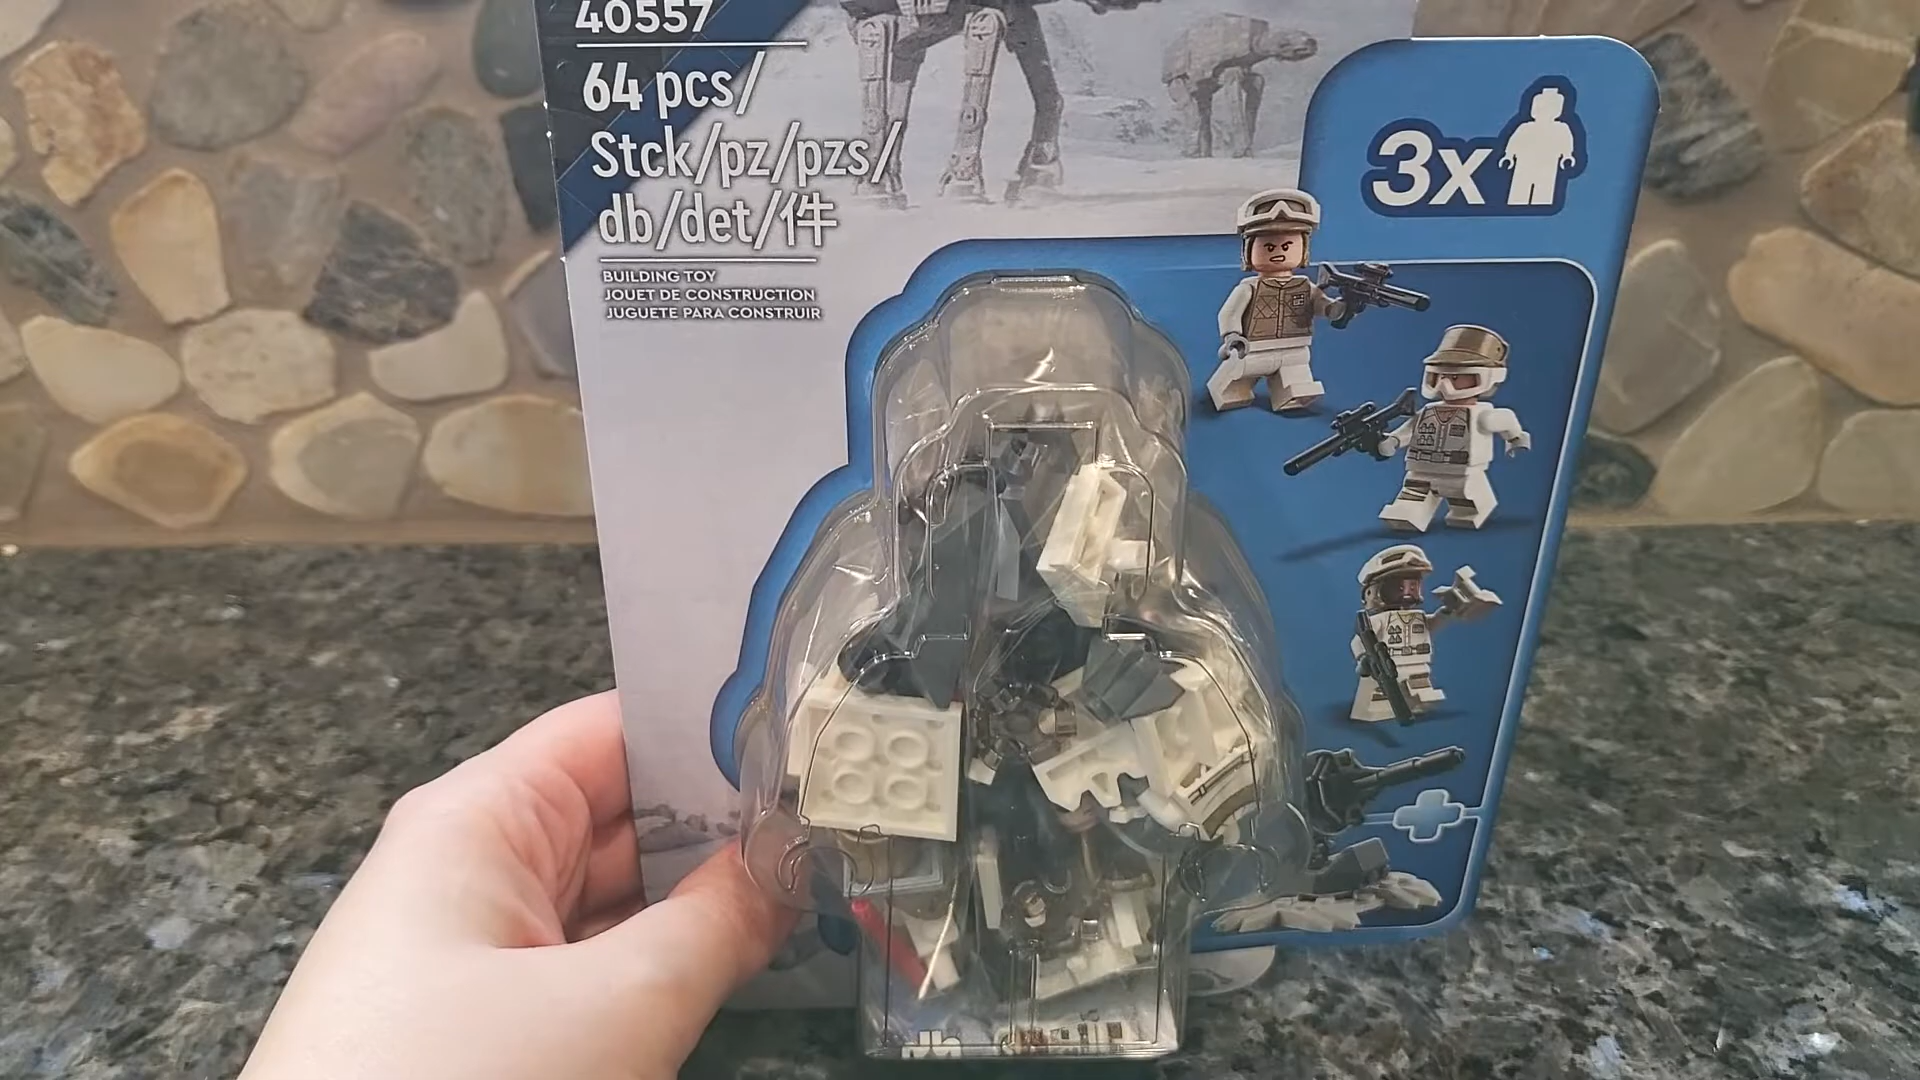 40557
64 pcs/
Stck/pz/pzs/
db/det/件
BUILDING TOY
JOUET DE CONSTRUCTION
JUGUETE PARA CONSTRUIR
3x